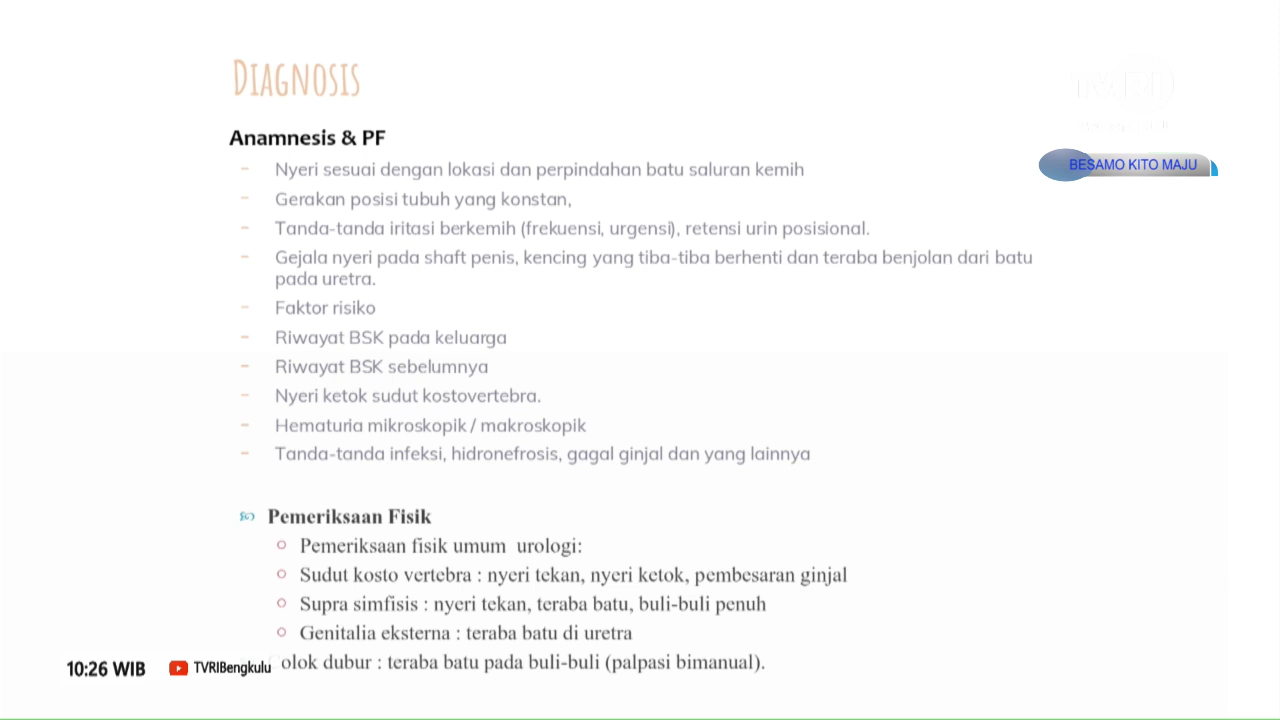 DIAGNOSIS
Anamnesis & PF
- Nyeri sesuai dengan lokasi dan perpindahan batu saluran kemih
- Gerakan posisi tubuh yang konstan,
- Tanda-tanda iritasi berkemih (frekuensi, urgensi), retensi urin posisional.
- Gejala nyeri pada shaft penis, kencing yang tiba-tiba berhenti dan teraba benjolan dari batu
pada uretra.
- Faktor risiko
- Riwayat BSK pada keluarga
- Riwayat BSK sebelumnya
- Nyeri ketok sudut kostovertebra.
- Hematuria mikroskopik / makroskopik
- Tanda-tanda infeksi, hidronefrosis, gagal ginjal dan yang lainnya
BESAMO KITO MAJU
Pemeriksaan Fisik
Pemeriksaan fisik umum urologi:
Sudut kosto vertebra : nyeri tekan, nyeri ketok, pembesaran ginjal
Supra simfisis : nyeri tekan, teraba batu, buli-buli penuh
Genitalia eksterna : teraba batu di uretra
olok dubur : teraba batu pada buli-buli (palpasi bimanual).
10:26 WIB
TVRIBengkulu